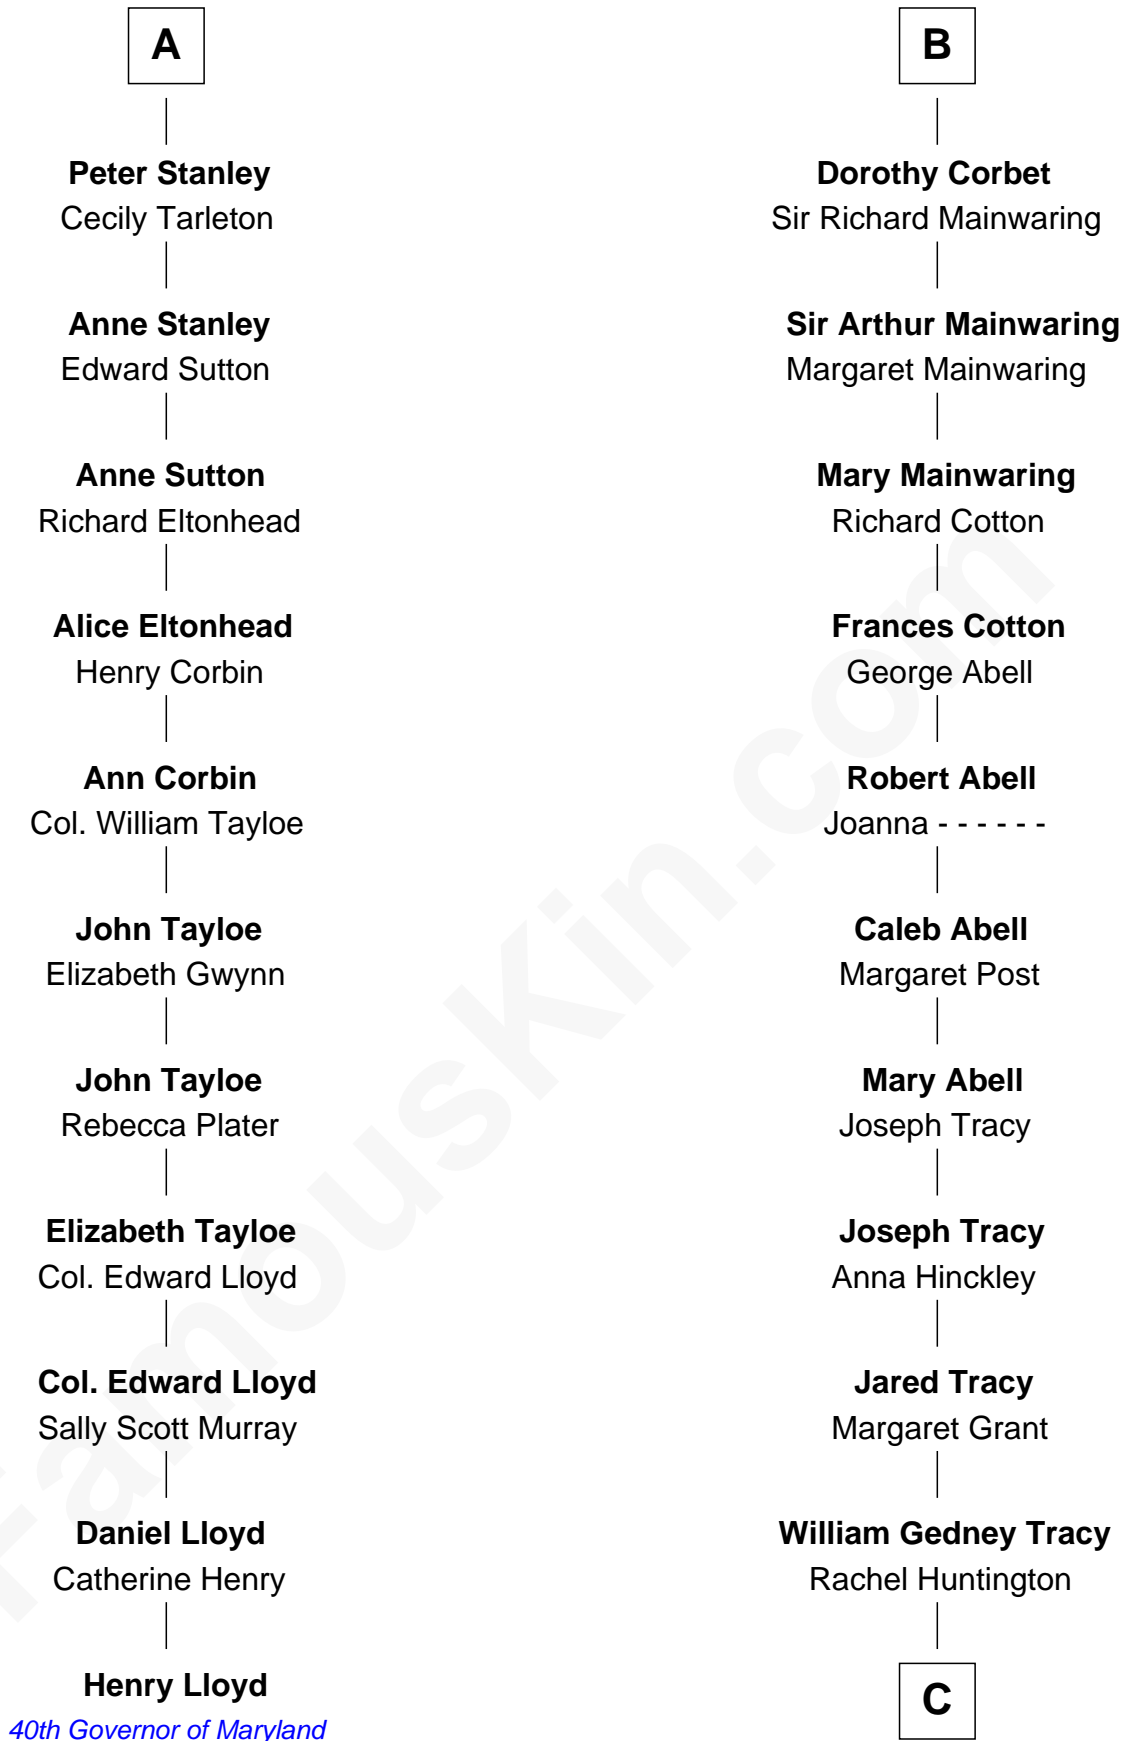 A
Peter Stanley
Cecily Tarleton
Anne Stanley
Edward Sutton
Anne Sutton
Richard Eltonhead
Alice Eltonhead
Henry Corbin
Ann Corbin
Col. William Tayloe
John Tayloe
Elizabeth Gwynn
John Tayloe
Rebecca Plater
Elizabeth Tayloe
Col. Edward Lloyd
Col. Edward Lloyd
Sally Scott Murray
Daniel Lloyd
Catherine Henry
Henry Lloyd
40th Governor of Maryland
B
Dorothy Corbet
Sir Richard Mainwaring
Sir Arthur Mainwaring
Margaret Mainwaring
Mary Mainwaring
Richard Cotton
Frances Cotton
George Abell
Robert Abell
Joanna - - - - - -
Caleb Abell
Margaret Post
Mary Abell
Joseph Tracy
Joseph Tracy
Anna Hinckley
Jared Tracy
Margaret Grant
William Gedney Tracy
Rachel Huntington
C
FamousKin.com